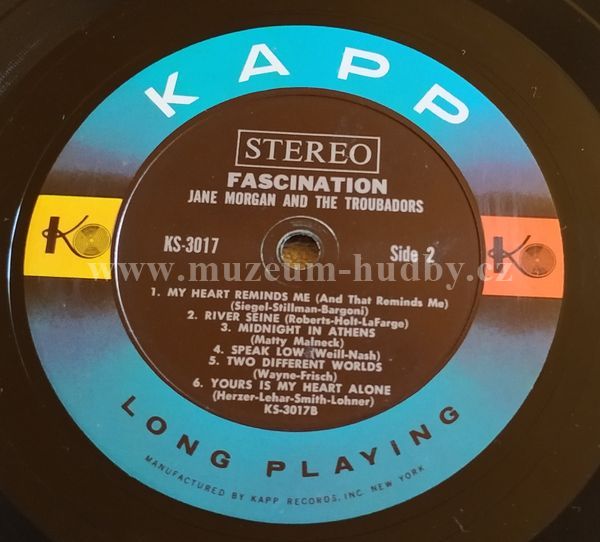 KAPP
STEREO
FASCINATION
JANE MORGAN AND THE TROUBADORS
KS-3017 Side 2
K K
www.muzeum-hudby.cz
1. MY HEART REMINDS ME (And That Reminds Me)
(Siegel-Stillman-Bargoni)
2. RIVER SEINE (Roberts-Holt-LaFarge)
3. MIDNIGHT IN ATHENS
(Matty Malneck)
4. SPEAK LOW (Weill-Nash)
5. TWO DIFFERENT WORLDS
(Wayne-Frisch)
6. YOURS IS MY HEART ALONE
(Herzer-Lehar-Smith-Lohner)
KS-3017B
LONG PLAYING
MANUFACTURED BY KAPP RECORDS, INC. NEW YORK